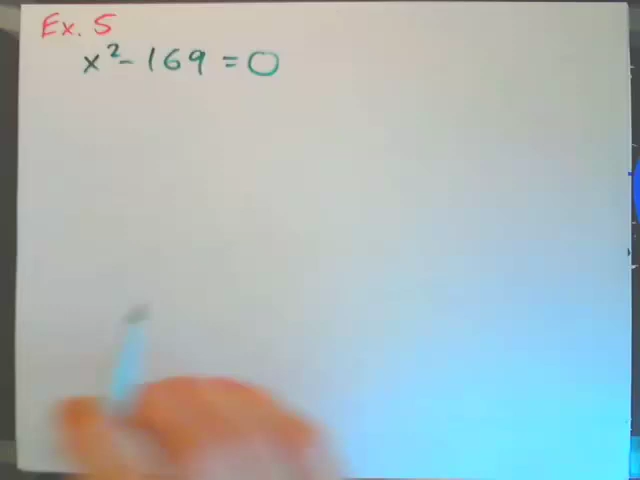 Ex. 5
x² - 169 = 0